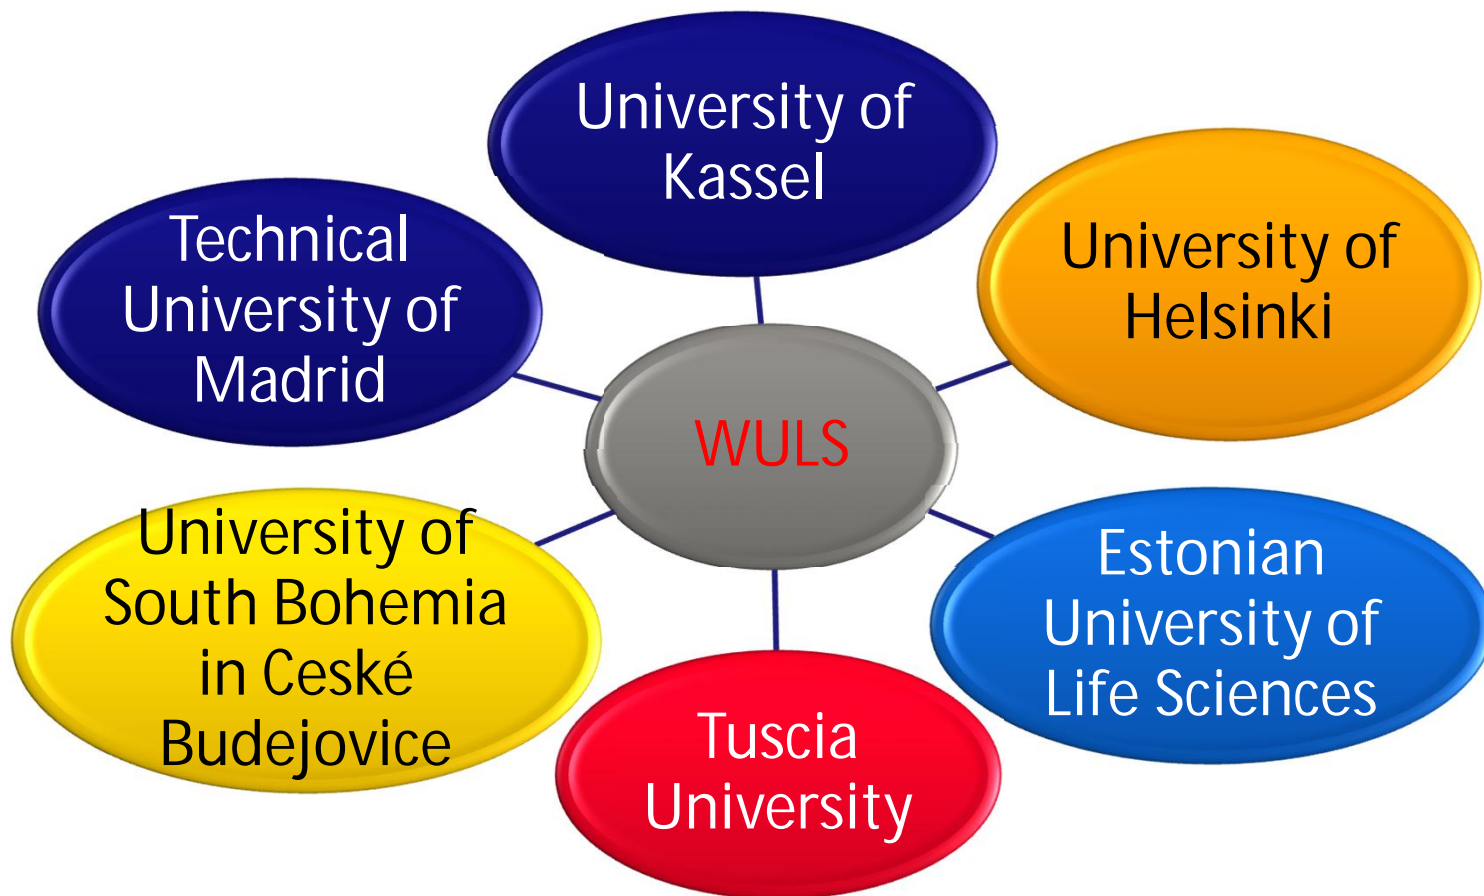 University of
Kassel
Technical
University of
Madrid
University of
Helsinki
WULS
University of
South Bohemia
in Ceské
Budejovice
Estonian
University of
Life Sciences
Tuscia
University